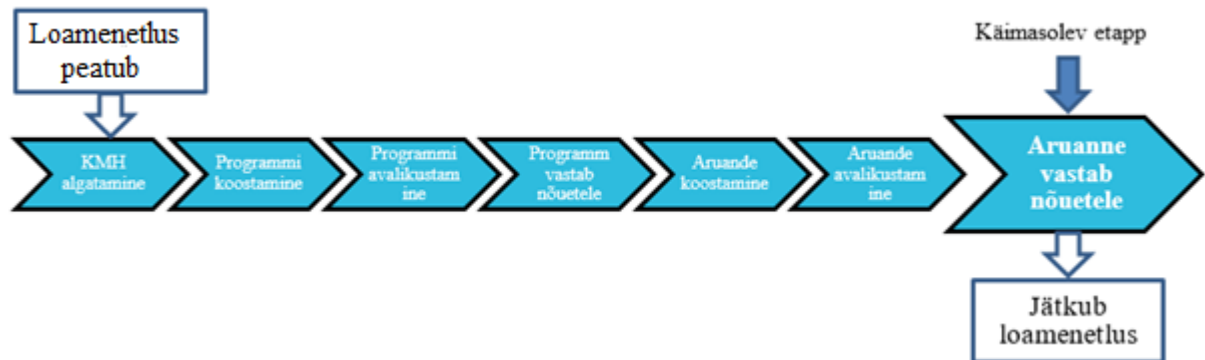 Loamenetlus
peatub
Käimasolev etapp
KMH
algatamine
Programmi
koostamine
Programmi
avalikustam
ine
Programm
vastab
nõuetele
Aruande
koostamine
Aruande
avalikustam
ine
Aruanne
vastab
nõuetele
Jätkub
loamenetlus